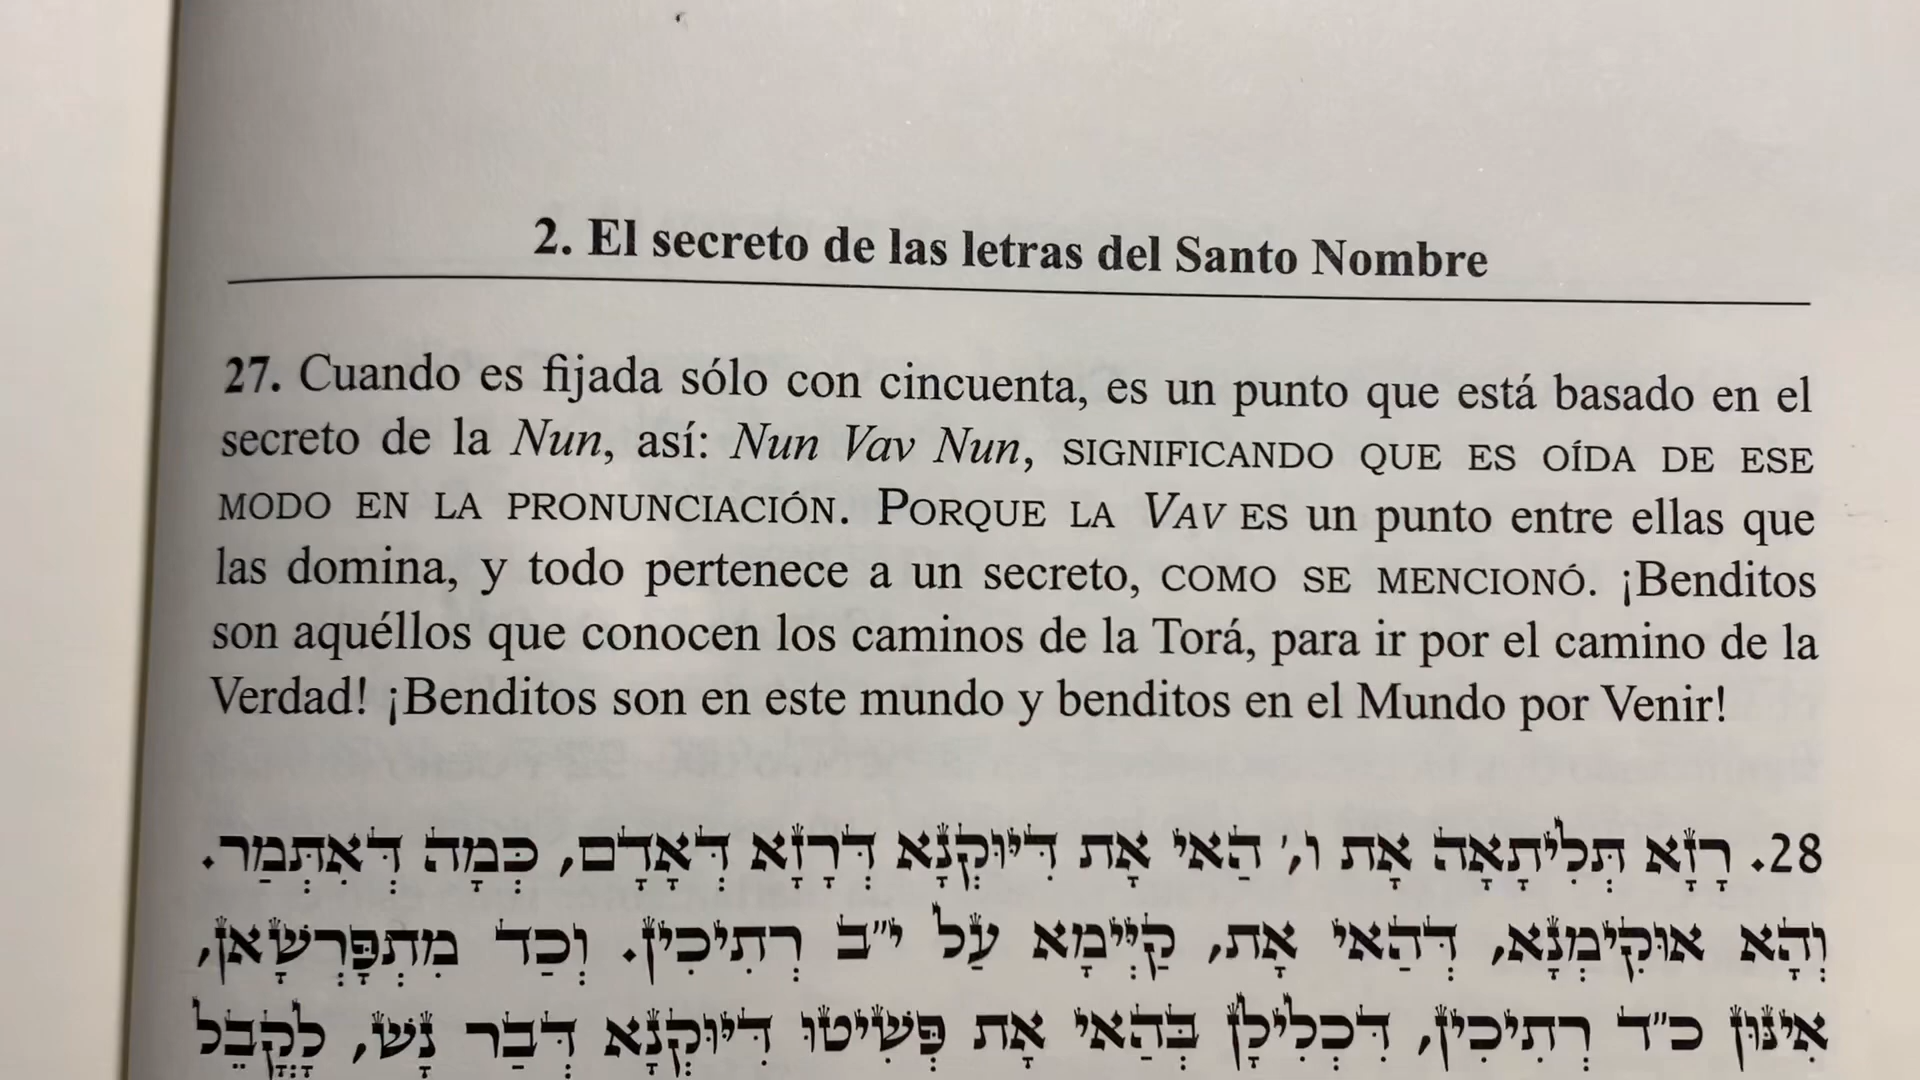 2. El secreto de las letras del Santo Nombre
27. Cuando es fijada sólo con cincuenta, es un punto que está basado en el
secreto de la Nun, así: Nun Vav Nun, SIGNIFICANDO QUE ES OÍDA DE ESE
MODO EN LA PRONUNCIACIÓN. PORQUE LA VAV ES un punto entre ellas que
las domina, y todo pertenece a un secreto, COMO SE MENCIONÓ. ¡Benditos
son aquéllos que conocen los caminos de la Torá, para ir por el camino de la
Verdad! ¡Benditos son en este mundo y benditos en el Mundo por Venir!
28. רָזָא תְּלִיתָאָה אָת ו', הַאי אָת דִּיּוּקְנָא דְּרָזָא דְּאָדָם, כְּמָה דְּאִתְּמַר.
וְהָא אוּקִימְנָא, דְּהַאי אָת, קַיְּימָא עַל י"ב רְתִיכִין. וְכַד מִתְפָּרְשָׁאן,
אִינּוּן כ"ד רְתִיכִין, דִּכְלִילָן בְּהַאי אָת פְּשִׁיטוּ דִּיּוּקְנָא דְּבַר נָשׁ, לָקֳבֵל